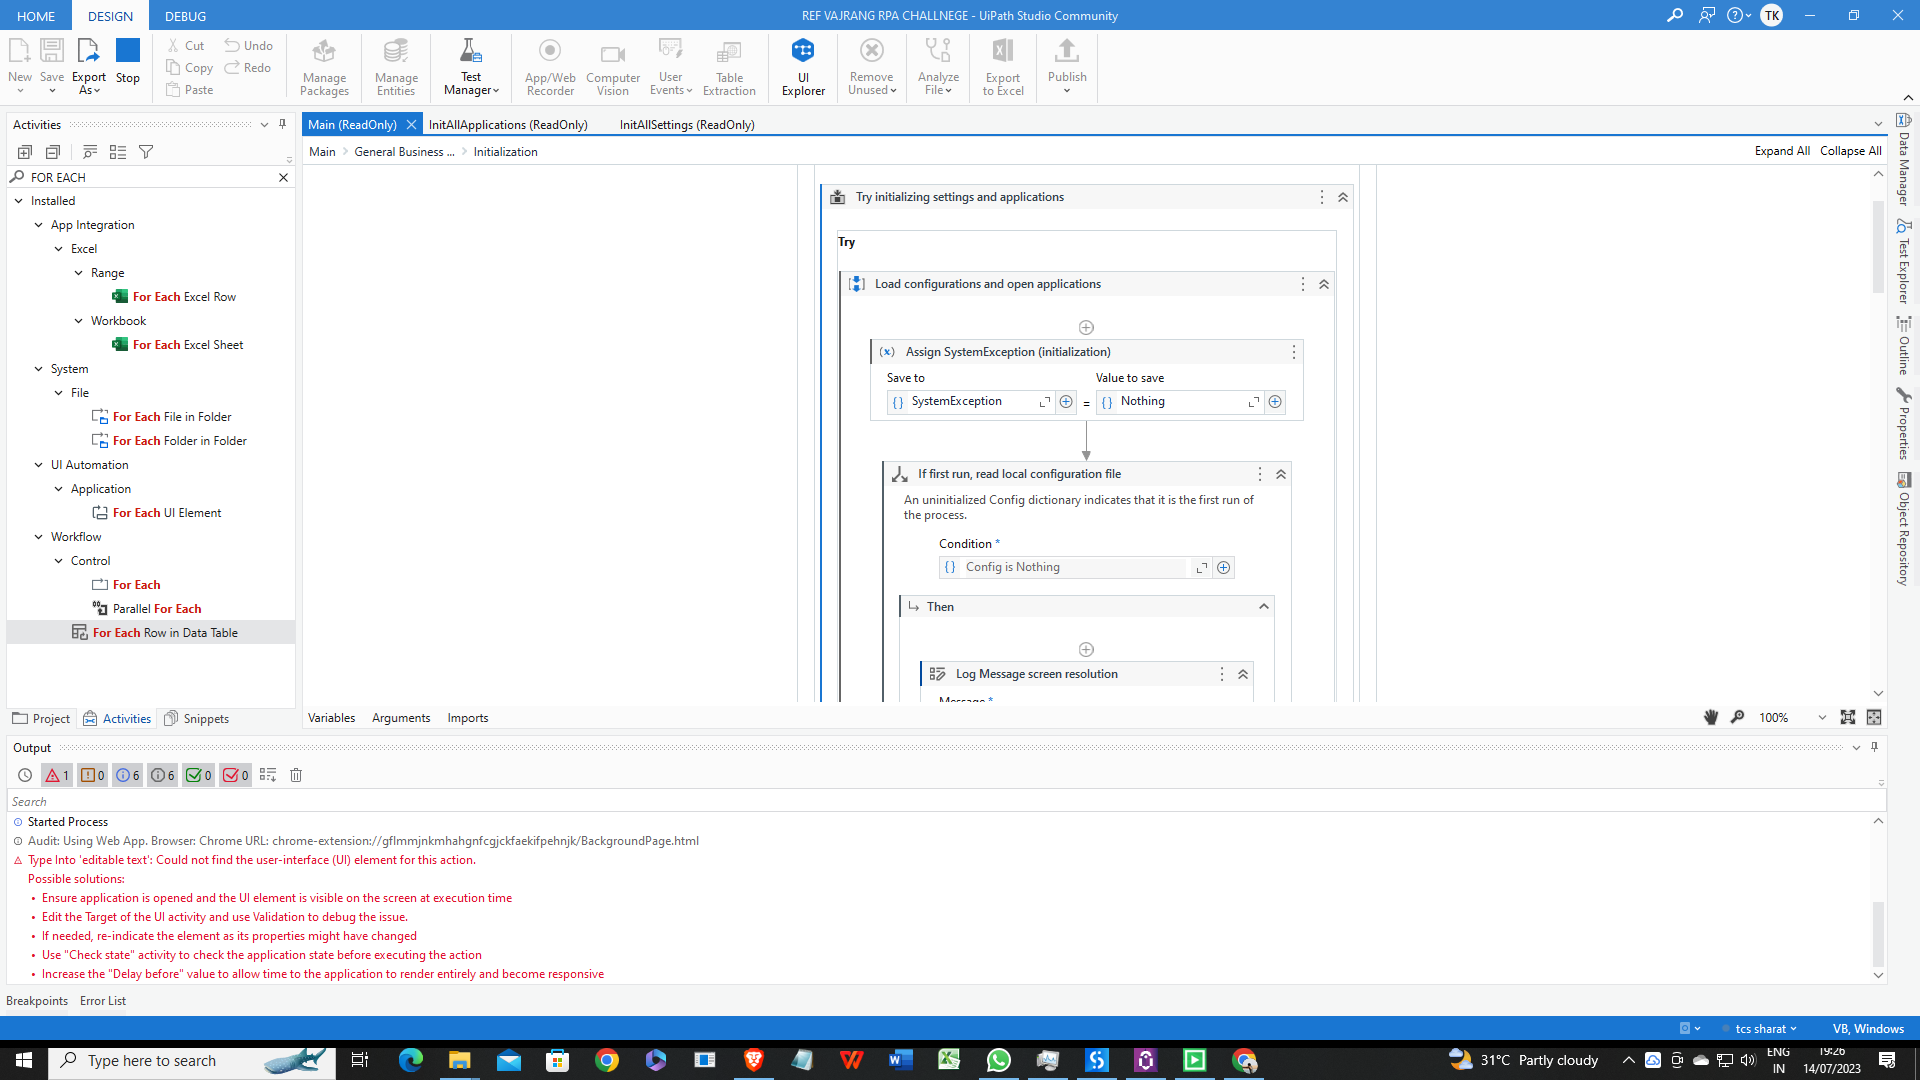 HOME
DESIGN
DEBUG
REF VAJRANG RPA CHALLNEGE - UiPath Studio Community
TK
New
Save
Export As
Stop
Cut
Copy
Paste
Undo
Redo
Manage Packages
Manage Entities
Test Manager
App/Web Recorder
Computer Vision
User Events
Table Extraction
UI Explorer
Remove Unused
Analyze File
Export to Excel
Publish
Activities
Main (ReadOnly)
InitAllApplications (ReadOnly)
InitAllSettings (ReadOnly)
Main
General Business ...
Initialization
Expand All
Collapse All
FOR EACH
Installed
App Integration
Excel
Range
For Each Excel Row
Workbook
For Each Excel Sheet
System
File
For Each File in Folder
For Each Folder in Folder
UI Automation
Application
For Each UI Element
Workflow
Control
For Each
Parallel For Each
For Each Row in Data Table
Project
Activities
Snippets
Try initializing settings and applications
Try
Load configurations and open applications
Assign SystemException (initialization)
Save to
Value to save
SystemException
=
Nothing
If first run, read local configuration file
An uninitialized Config dictionary indicates that it is the first run of
the process.
Condition *
Config is Nothing
Then
Log Message screen resolution
Message *
Data Manager
Test Explorer
Outline
Properties
Object Repository
Variables
Arguments
Imports
100%
Output
1
0
6
6
0
0
Search
Started Process
Audit: Using Web App. Browser: Chrome URL: chrome-extension://gflmmjnkmhahgnfcgjckfaekifpehnjk/BackgroundPage.html
Type Into 'editable text': Could not find the user-interface (UI) element for this action.
Possible solutions:
• Ensure application is opened and the UI element is visible on the screen at execution time
• Edit the Target of the UI activity and use Validation to debug the issue.
• If needed, re-indicate the element as its properties might have changed
• Use "Check state" activity to check the application state before executing the action
• Increase the "Delay before" value to allow time to the application to render entirely and become responsive
Breakpoints
Error List
tcs sharat
VB, Windows
Type here to search
31°C Partly cloudy
ENG
IN
19:26
14/07/2023